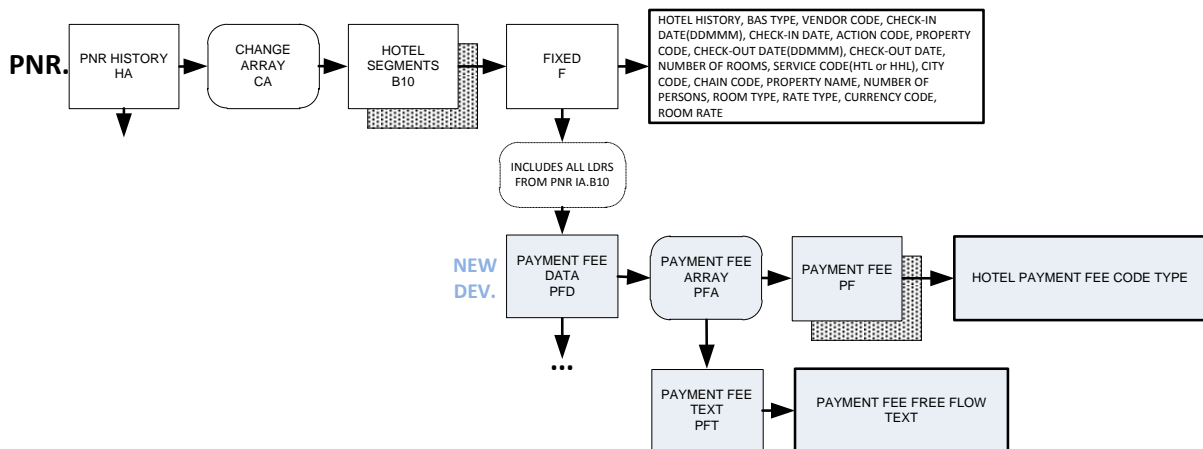 PNR.
PNR HISTORY
HA
CHANGE
ARRAY
CA
HOTEL
SEGMENTS
B10
FIXED
F
HOTEL HISTORY, BAS TYPE, VENDOR CODE, CHECK-IN
DATE(DDMMM), CHECK-IN DATE, ACTION CODE, PROPERTY
CODE, CHECK-OUT DATE(DDMMM), CHECK-OUT DATE,
NUMBER OF ROOMS, SERVICE CODE(HTL or HHL), CITY
CODE, CHAIN CODE, PROPERTY NAME, NUMBER OF
PERSONS, ROOM TYPE, RATE TYPE, CURRENCY CODE,
ROOM RATE
INCLUDES ALL LDRS
FROM PNR IA.B10
NEW
DEV.
PAYMENT FEE
DATA
PFD
PAYMENT FEE
ARRAY
PFA
PAYMENT FEE
PF
HOTEL PAYMENT FEE CODE TYPE
...
PAYMENT FEE
TEXT
PFT
PAYMENT FEE FREE FLOW
TEXT